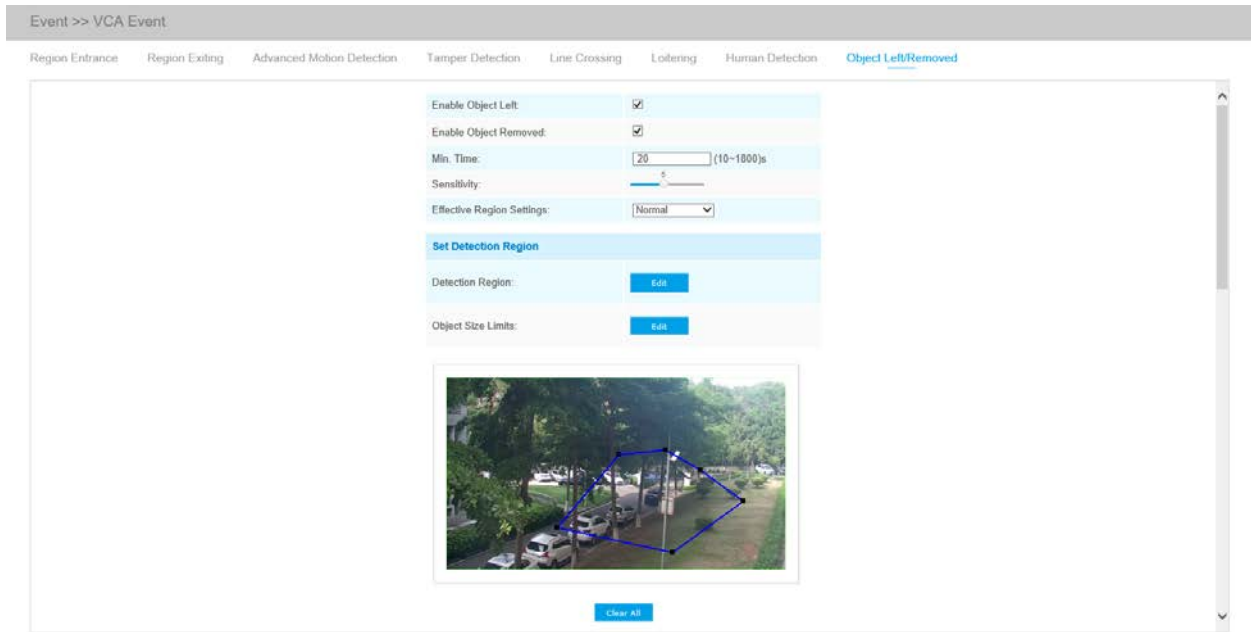 Event >> VCA Event
Region Entrance Region Exiting Advanced Motion Detection Tamper Detection Line Crossing Loitering Human Detection Object Left/Removed
Enable Object Left:
Enable Object Removed:
Min. Time: 20 (10~1800)s
5
Sensitivity:
Effective Region Settings: Normal
Set Detection Region
Detection Region: Edit
Object Size Limits: Edit
Clear All